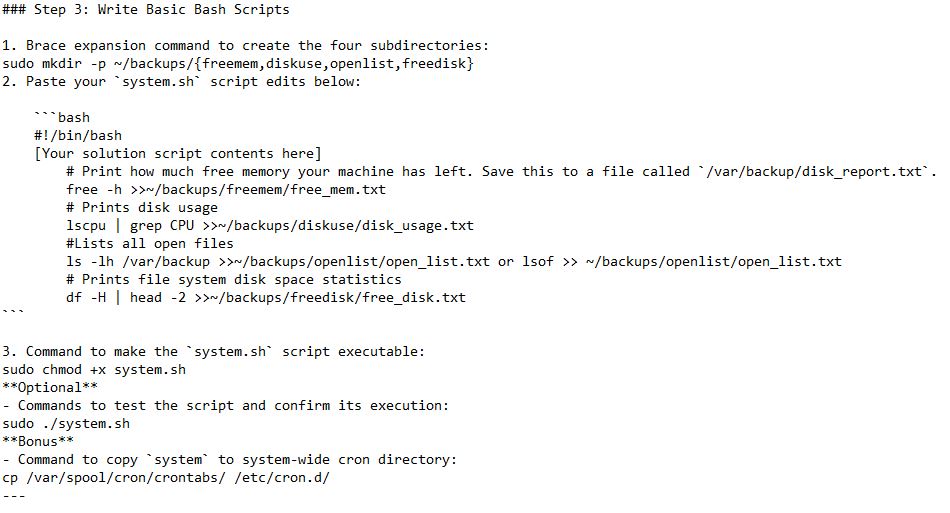 ### Step 3: Write Basic Bash Scripts

1. Brace expansion command to create the four subdirectories:
sudo mkdir -p ~/backups/{freemem,diskuse,openlist,freedisk}
2. Paste your `system.sh` script edits below:

    ```bash
    #!/bin/bash
    [Your solution script contents here]
        # Print how much free memory your machine has left. Save this to a file called `/var/backup/disk_report.txt`.
        free -h >>~/backups/freemem/free_mem.txt
        # Prints disk usage
        lscpu | grep CPU >>~/backups/diskuse/disk_usage.txt
        #Lists all open files
        ls -lh /var/backup >>~/backups/openlist/open_list.txt or lsof >> ~/backups/openlist/open_list.txt
        # Prints file system disk space statistics
        df -H | head -2 >>~/backups/freedisk/free_disk.txt
```

3. Command to make the `system.sh` script executable:
sudo chmod +x system.sh
**Optional**
- Commands to test the script and confirm its execution:
sudo ./system.sh
**Bonus**
- Command to copy `system` to system-wide cron directory:
cp /var/spool/cron/crontabs/ /etc/cron.d/
---